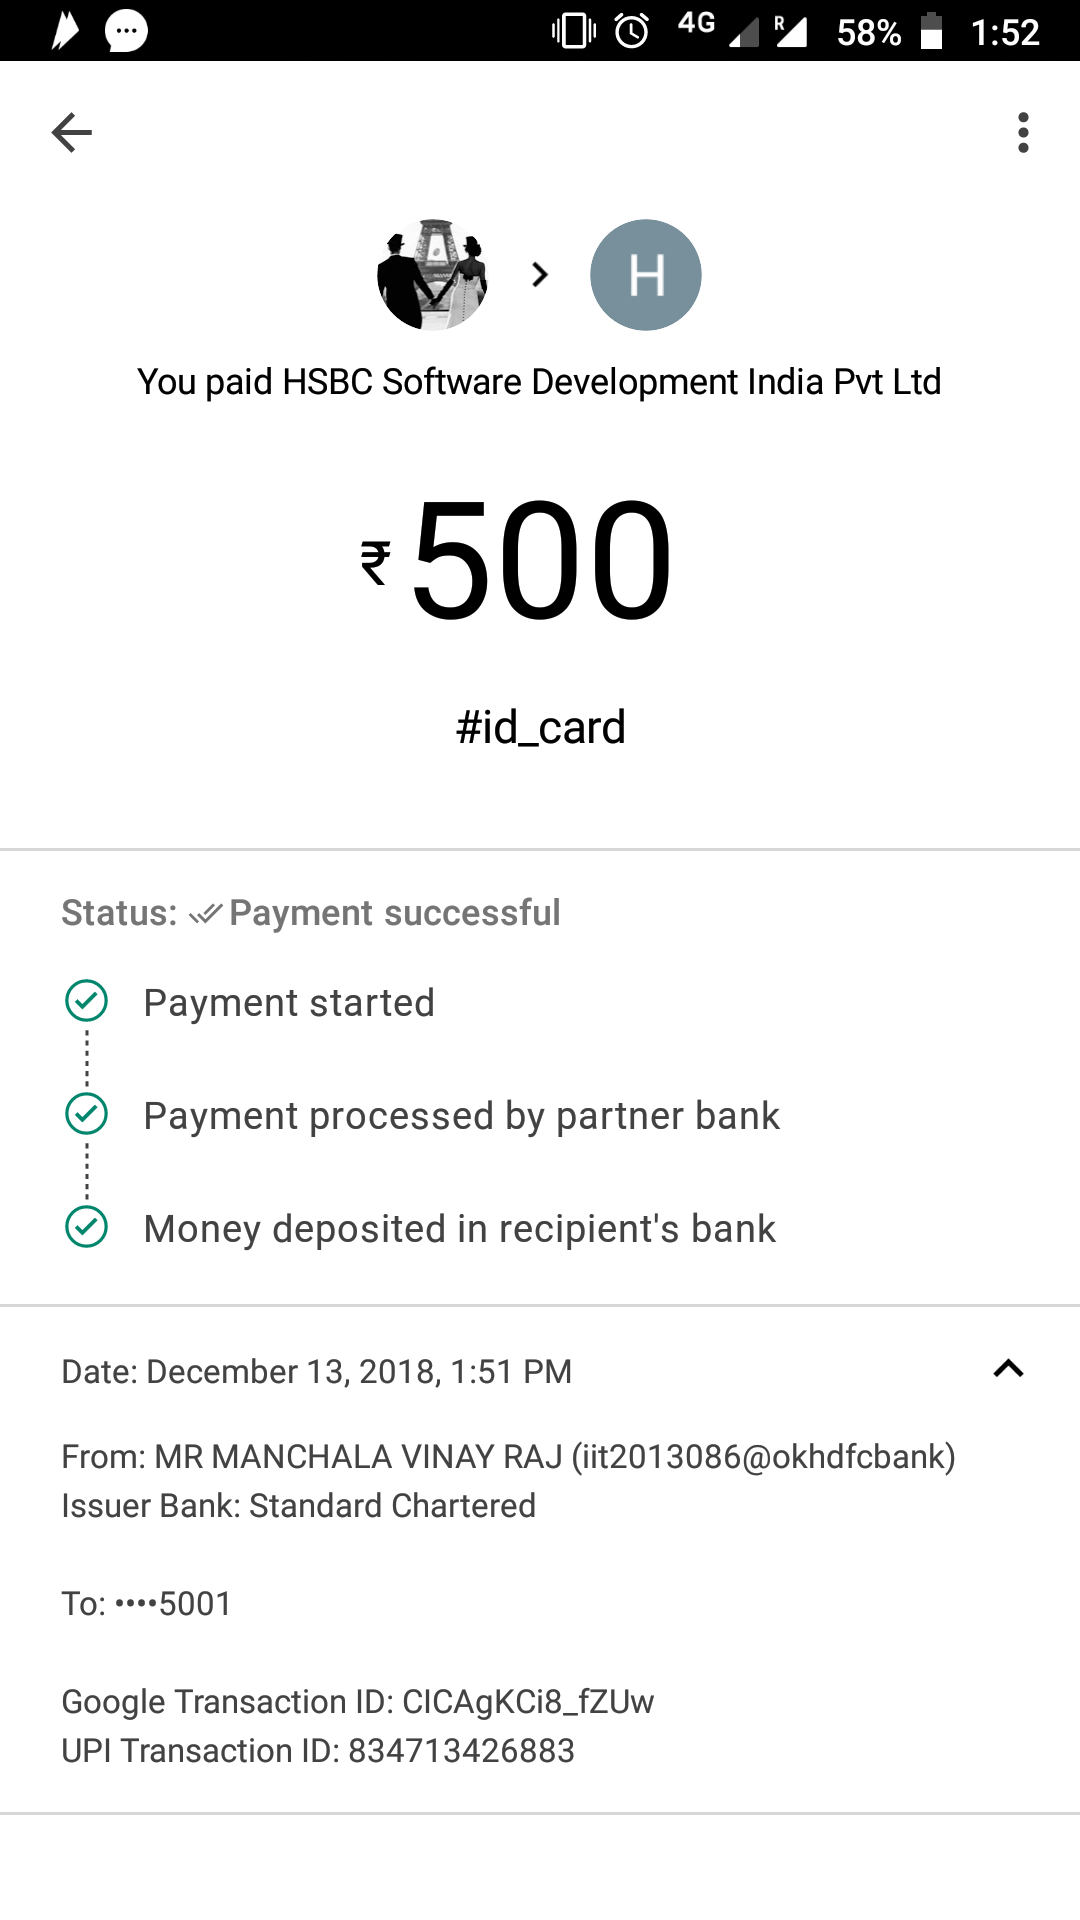 4G R 58% 1:52
H
You paid HSBC Software Development India Pvt Ltd
₹500
#id_card
Status: Payment successful
Payment started
Payment processed by partner bank
Money deposited in recipient's bank
Date: December 13, 2018, 1:51 PM
From: MR MANCHALA VINAY RAJ (iit2013086@okhdfcbank)
Issuer Bank: Standard Chartered
To: ••••5001
Google Transaction ID: CICAgKCi8_fZUw
UPI Transaction ID: 834713426883